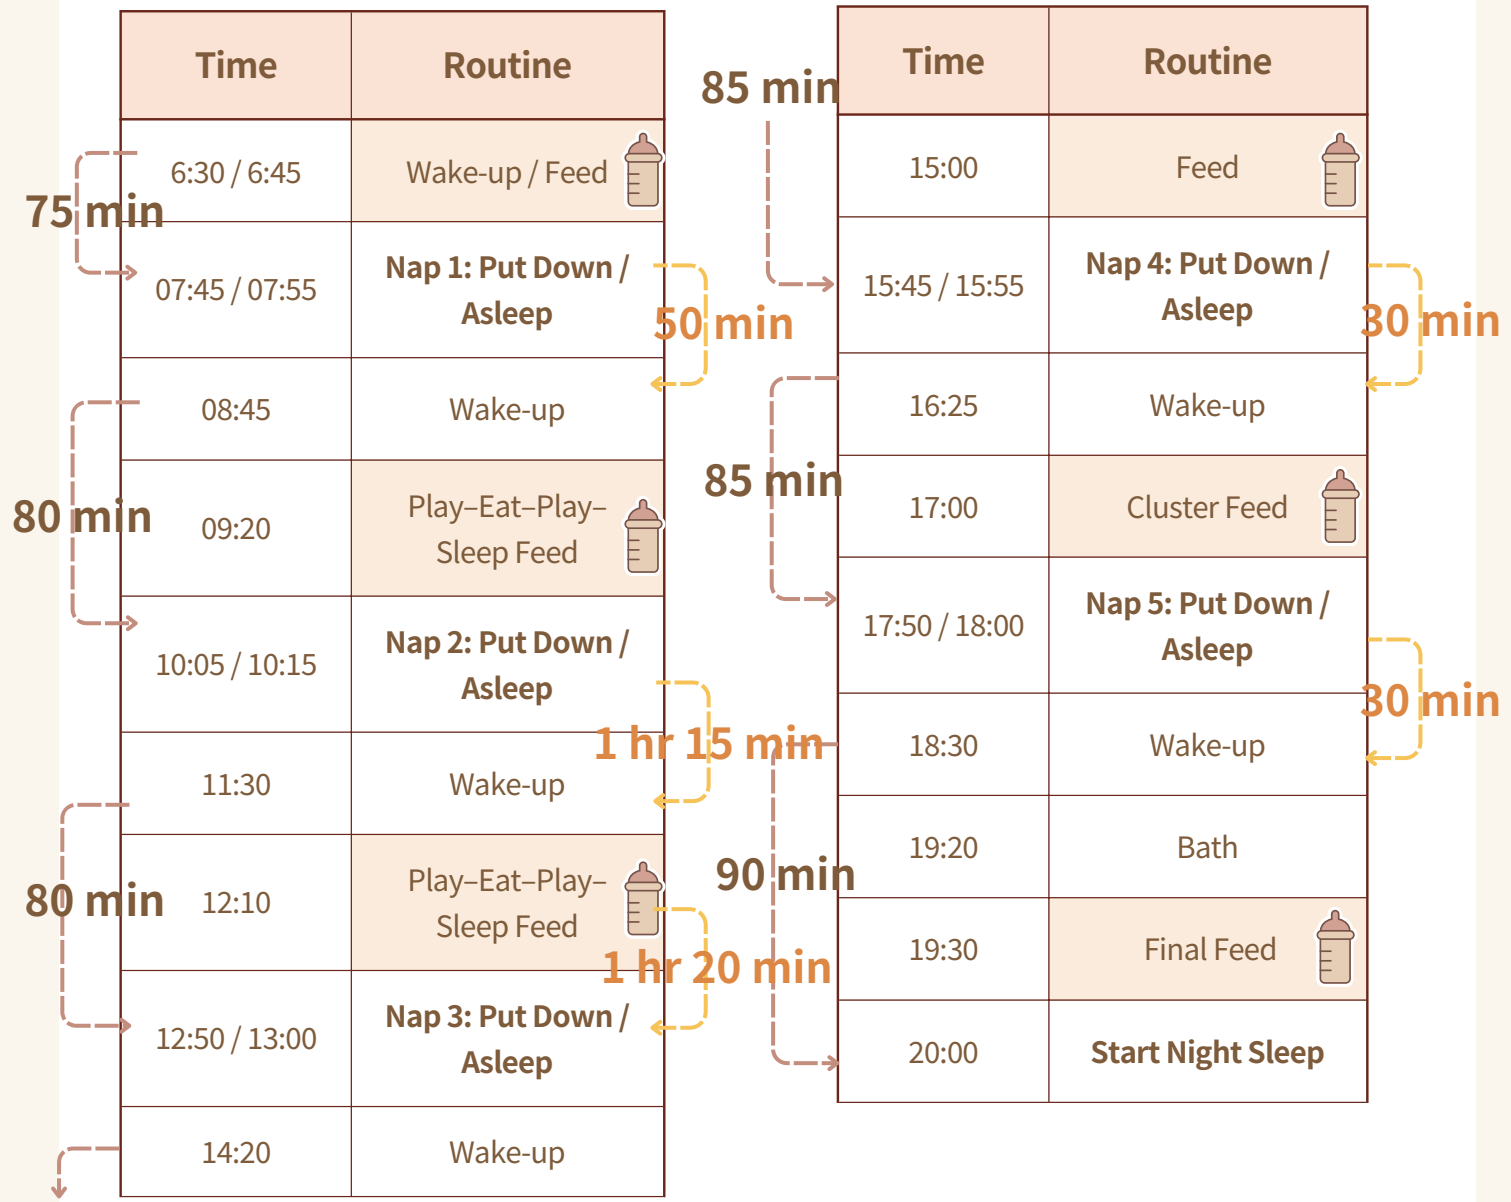 Time Routine
6:30 / 6:45 Wake-up / Feed
75 min
07:45 / 07:55 Nap 1: Put Down /
Asleep
50 min
08:45 Wake-up
80 min
09:20 Play–Eat–Play–
Sleep Feed
10:05 / 10:15 Nap 2: Put Down /
Asleep
1 hr 15 min
11:30 Wake-up
80 min
12:10 Play–Eat–Play–
Sleep Feed
1 hr 20 min
12:50 / 13:00 Nap 3: Put Down /
Asleep
14:20 Wake-up
85 min
Time Routine
15:00 Feed
15:45 / 15:55 Nap 4: Put Down /
Asleep
30 min
16:25 Wake-up
85 min
17:00 Cluster Feed
17:50 / 18:00 Nap 5: Put Down /
Asleep
30 min
18:30 Wake-up
90 min
19:20 Bath
19:30 Final Feed
20:00 Start Night Sleep